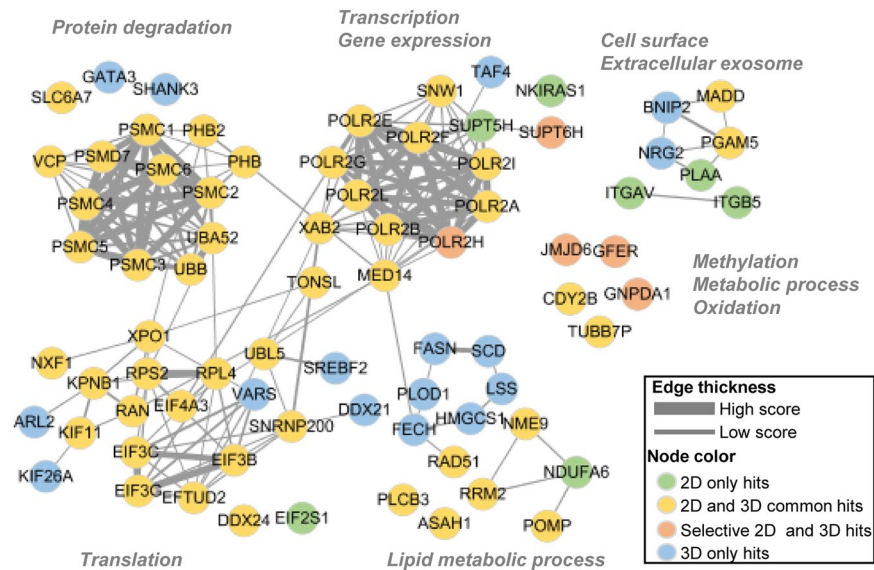 Protein degradation
Transcription
Gene expression
Cell surface
Extracellular exosome
GATA3
SLC6A7
SHANK3
PSMC1
PHB2
VCP
PSMD7
PSMC6
PHB
PSMC4
PSMC2
PSMC5
UBA52
PSMC3
UBB
TAF4
SNW1
NKIRAS1
POLR2E
POLR2F
SUPT5H
SUPT6H
POLR2G
POLR2I
POLR2L
POLR2A
XAB2
POLR2B
POLR2H
TONSL
MED14
BNIP2
MADD
PGAM5
NRG2
PLAA
ITGAV
ITGB5
JMJD6
GFER
CDY2B
GNPDA1
TUBB7P
Methylation
Metabolic process
Oxidation
XPO1
NXF1
UBL5
KPNB1
RPS2
RPL4
SREBF2
ARL2
RAN
EIF4A3
VARS
KIF11
SNRNP200
DDX21
EIF3C
EIF3B
KIF26A
EIF3G
EFTUD2
DDX24
EIF2S1
Translation
FASN
SCD
PLOD1
LSS
FECH
HMGCS1
NME9
RAD51
NDUFA6
PLCB3
RRM2
ASAH1
POMP
Lipid metabolic process
Edge thickness
High score
Low score
Node color
2D only hits
2D and 3D common hits
Selective 2D and 3D hits
3D only hits